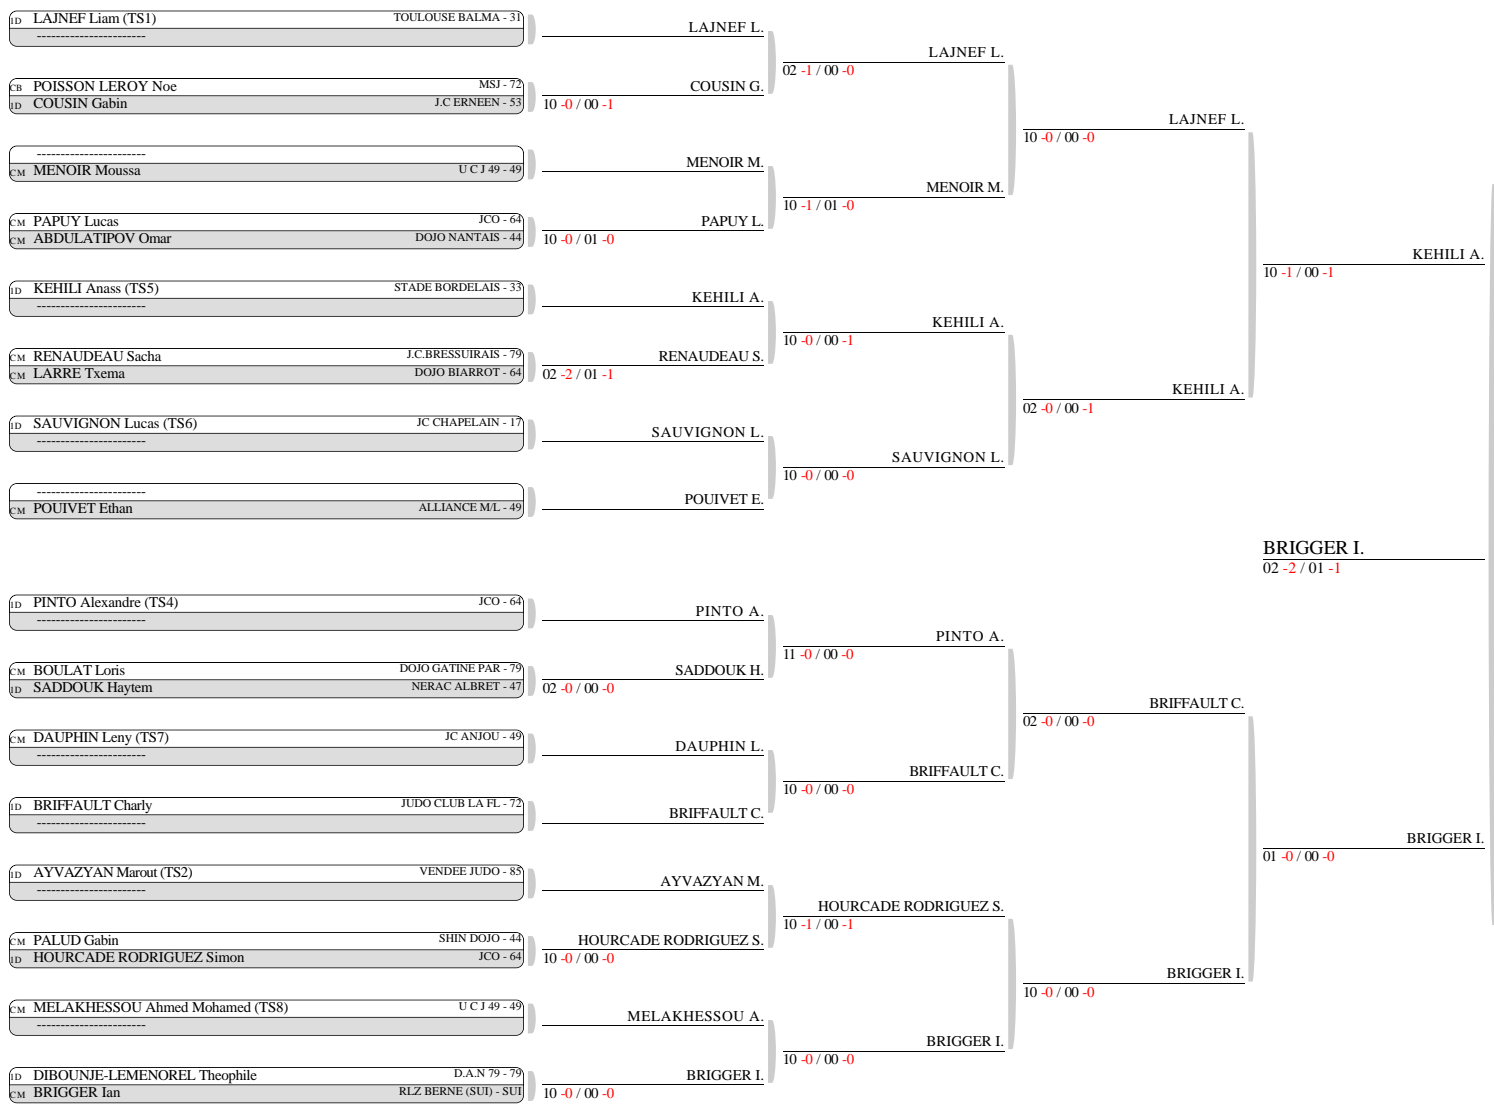 1D LAJNEF Liam (TS1) TOULOUSE BALMA - 31
-----------------------
CB POISSON LEROY Noe MSJ - 72
1D COUSIN Gabin J.C ERNEEN - 53
-----------------------
CM MENOIR Moussa U C J 49 - 49
CM PAPUY Lucas JCO - 64
CM ABDULATIPOV Omar DOJO NANTAIS - 44
1D KEHILI Anass (TS5) STADE BORDELAIS - 33
-----------------------
CM RENAUDEAU Sacha J.C.BRESSUIRAIS - 79
CM LARRE Txema DOJO BIARROT - 64
1D SAUVIGNON Lucas (TS6) JC CHAPELAIN - 17
-----------------------
-----------------------
CM POUIVET Ethan ALLIANCE M/L - 49
1D PINTO Alexandre (TS4) JCO - 64
-----------------------
CM BOULAT Loris DOJO GATINE PAR - 79
1D SADDOUK Haytem NERAC ALBRET - 47
CM DAUPHIN Leny (TS7) JC ANJOU - 49
-----------------------
1D BRIFFAULT Charly JUDO CLUB LA FL - 72
-----------------------
1D AYVAZYAN Marout (TS2) VENDEE JUDO - 85
-----------------------
CM PALUD Gabin SHIN DOJO - 44
1D HOURCADE RODRIGUEZ Simon JCO - 64
CM MELAKHESSOU Ahmed Mohamed (TS8) U C J 49 - 49
-----------------------
1D DIBOUNJE-LEMENOREL Theophile D.A.N 79 - 79
CM BRIGGER Ian RLZ BERNE (SUI) - SUI
LAJNEF L.
COUSIN G.
10 -0 / 00 -1
MENOIR M.
PAPUY L.
10 -0 / 01 -0
KEHILI A.
RENAUDEAU S.
02 -2 / 01 -1
SAUVIGNON L.
POUIVET E.
PINTO A.
SADDOUK H.
02 -0 / 00 -0
DAUPHIN L.
BRIFFAULT C.
AYVAZYAN M.
HOURCADE RODRIGUEZ S.
10 -0 / 00 -0
MELAKHESSOU A.
BRIGGER I.
10 -0 / 00 -0
LAJNEF L.
02 -1 / 00 -0
MENOIR M.
10 -1 / 01 -0
KEHILI A.
10 -0 / 00 -1
SAUVIGNON L.
10 -0 / 00 -0
PINTO A.
11 -0 / 00 -0
BRIFFAULT C.
10 -0 / 00 -0
HOURCADE RODRIGUEZ S.
10 -1 / 00 -1
BRIGGER I.
10 -0 / 00 -0
LAJNEF L.
10 -0 / 00 -0
KEHILI A.
02 -0 / 00 -1
BRIFFAULT C.
02 -0 / 00 -0
BRIGGER I.
10 -0 / 00 -0
KEHILI A.
10 -1 / 00 -1
BRIGGER I.
02 -2 / 01 -1
BRIGGER I.
01 -0 / 00 -0